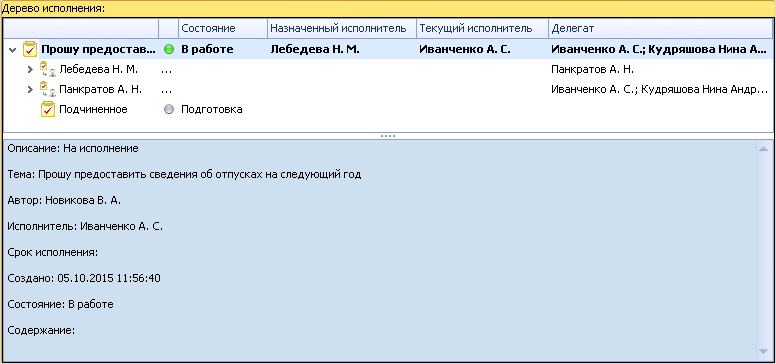 Дерево исполнения:
Состояние Назначенный исполнитель Текущий исполнитель Делегат
Прошу предостав... В работе Лебедева Н. М. Иванченко А. С. Иванченко А. С.; Кудряшова Нина А...
Лебедева Н. М. ... Панкратов А. Н.
Панкратов А. Н. ... Иванченко А. С.; Кудряшова Нина Андр...
Подчиненное Подготовка
Описание: На исполнение
Тема: Прошу предоставить сведения об отпусках на следующий год
Автор: Новикова В. А.
Исполнитель: Иванченко А. С.
Срок исполнения:
Создано: 05.10.2015 11:56:40
Состояние: В работе
Содержание: